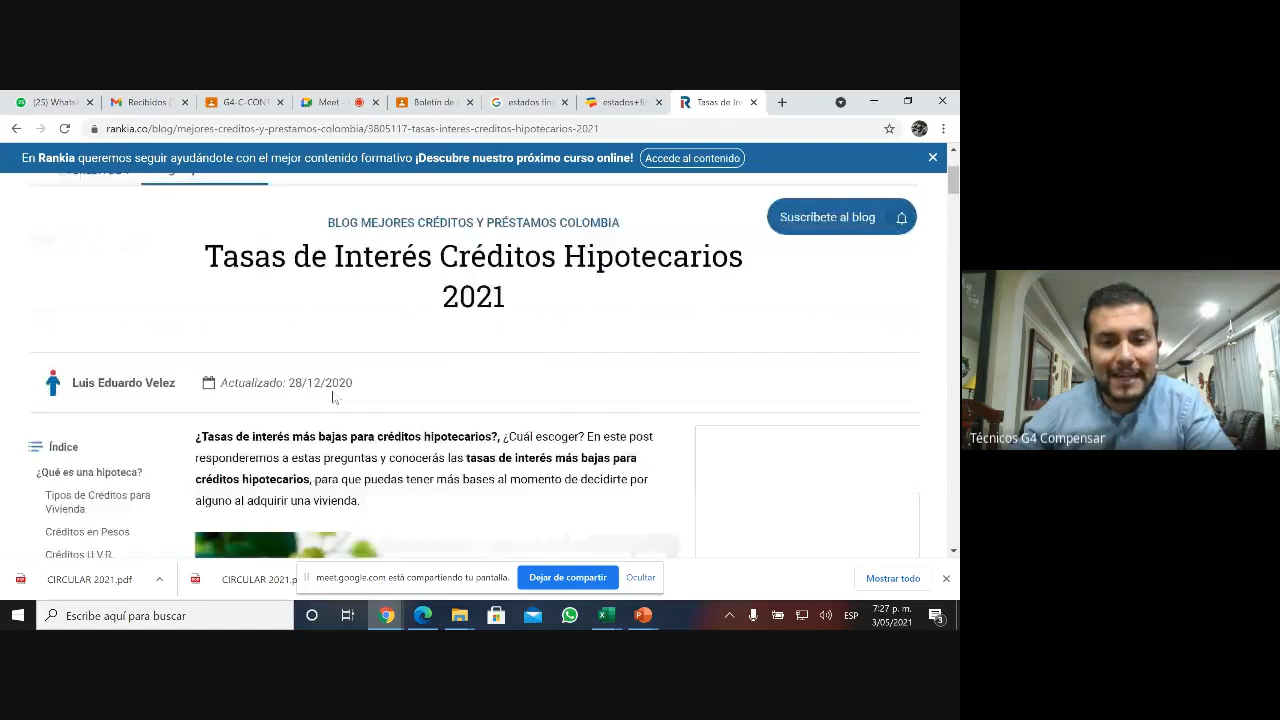 (25) Whats
Recibidos (
G4-C-CONT
Meet -
Boletín de
estados fine
estados+fin
Tasas de Int
rankia.co/blog/mejores-creditos-y-prestamos-colombia/3805117-tasas-interes-creditos-hipotecarios-2021
En Rankia queremos seguir ayudándote con el mejor contenido formativo ¡Descubre nuestro próximo curso online!
Accede al contenido
BLOG MEJORES CRÉDITOS Y PRÉSTAMOS COLOMBIA
Suscríbete al blog
Tasas de Interés Créditos Hipotecarios
2021
Luis Eduardo Velez
Actualizado: 28/12/2020
Índice
¿Qué es una hipoteca?
Tipos de Creditos para
Vivienda
Créditos en Pesos
Créditos U.V.R.
¿Tasas de interés más bajas para créditos hipotecarios?, ¿Cuál escoger? En este post
responderemos a estas preguntas y conocerás las tasas de interés más bajas para
créditos hipotecarios, para que puedas tener más bases al momento de decidirte por
alguno al adquirir una vivienda.
Técnicos G4 Compensar
CIRCULAR 2021.pdf
CIRCULAR 2021.p
meet.google.com está compartiendo tu pantalla.
Dejar de compartir
Ocultar
Mostrar todo
Escribe aquí para buscar
ESP
7:27 p. m.
3/05/2021
3